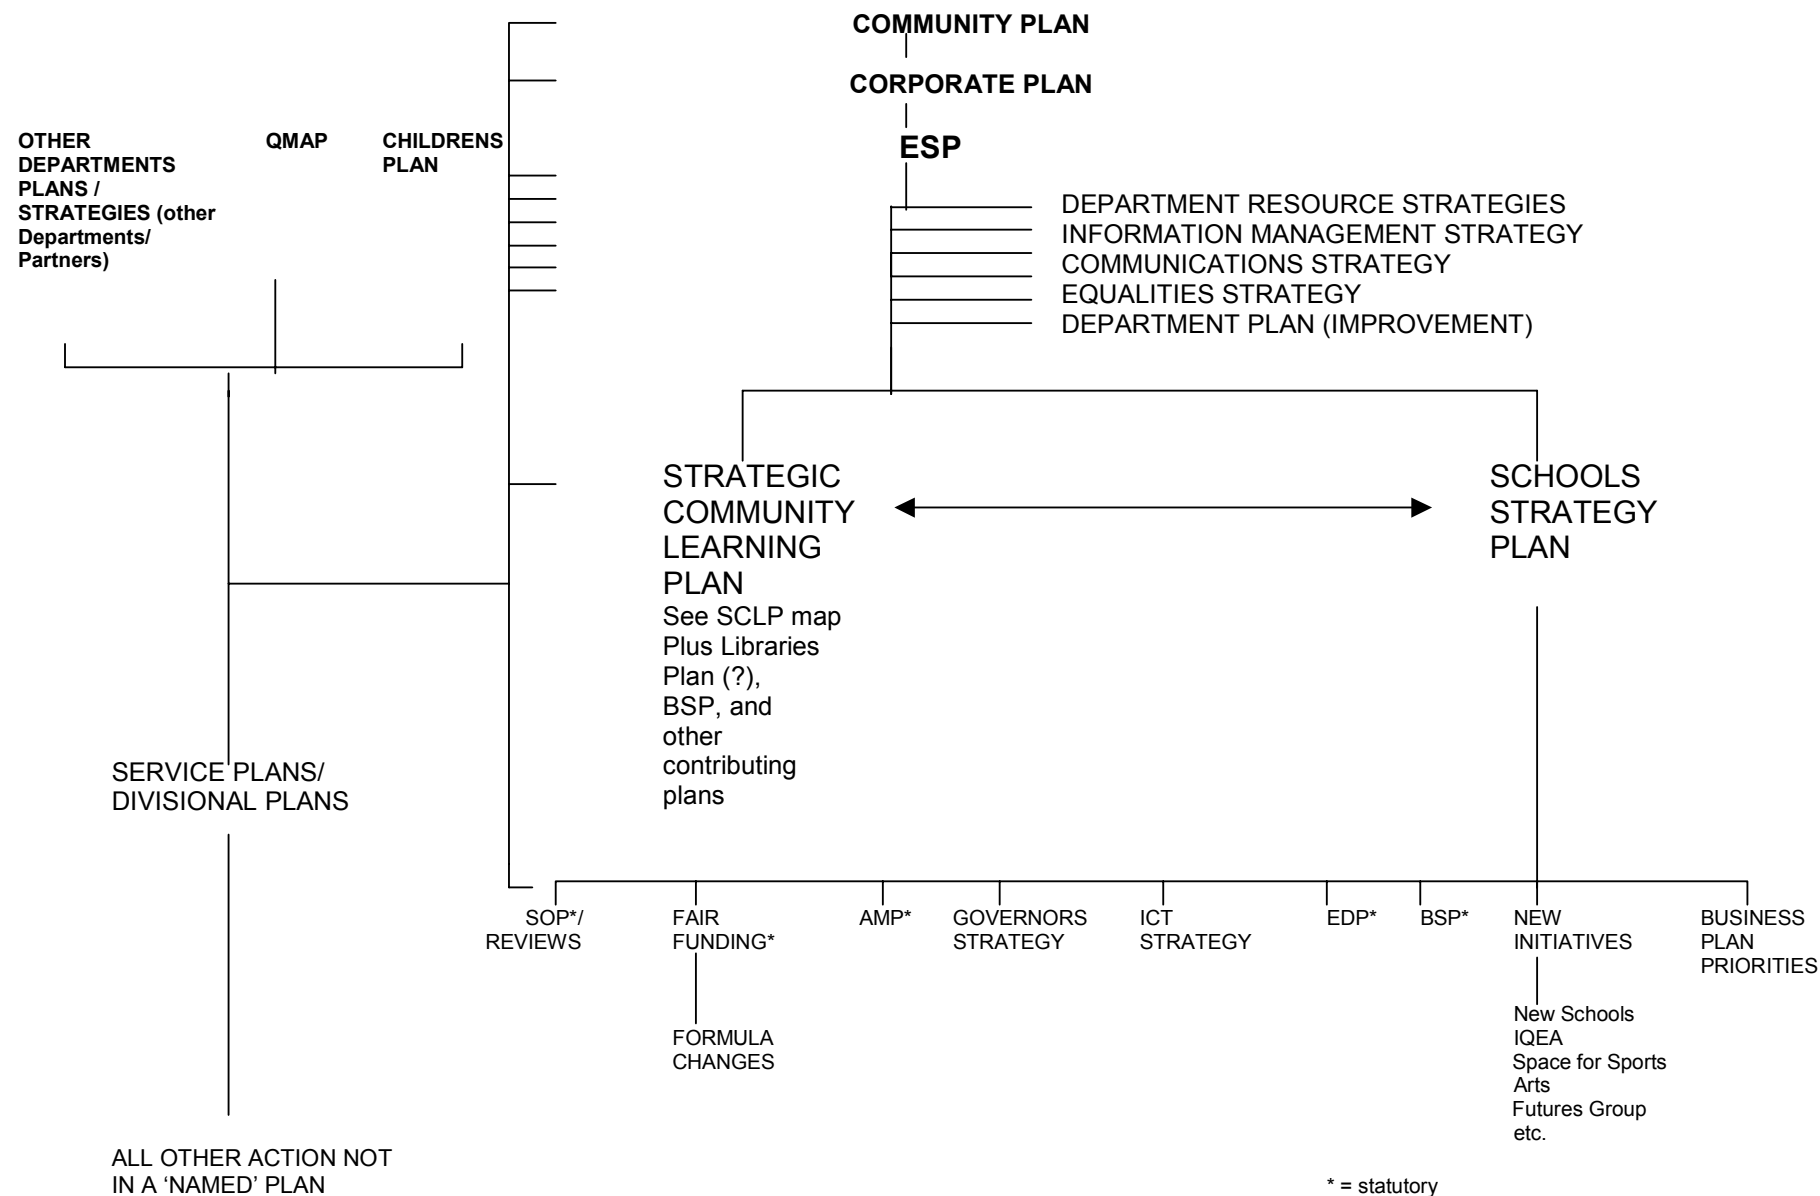 COMMUNITY PLAN
CORPORATE PLAN
ESP
OTHER
DEPARTMENTS
PLANS /
STRATEGIES (other
Departments/
Partners)
QMAP
CHILDRENS
PLAN
DEPARTMENT RESOURCE STRATEGIES
INFORMATION MANAGEMENT STRATEGY
COMMUNICATIONS STRATEGY
EQUALITIES STRATEGY
DEPARTMENT PLAN (IMPROVEMENT)
STRATEGIC
COMMUNITY
LEARNING
PLAN
See SCLP map
Plus Libraries
Plan (?),
BSP, and
other
contributing
plans
SCHOOLS
STRATEGY
PLAN
SERVICE PLANS/
DIVISIONAL PLANS
SOP*/
REVIEWS
FAIR
FUNDING*
AMP*
GOVERNORS
STRATEGY
ICT
STRATEGY
EDP*
BSP*
NEW
INITIATIVES
BUSINESS
PLAN
PRIORITIES
FORMULA
CHANGES
New Schools
IQEA
Space for Sports
Arts
Futures Group
etc.
ALL OTHER ACTION NOT
IN A ‘NAMED’ PLAN
* = statutory